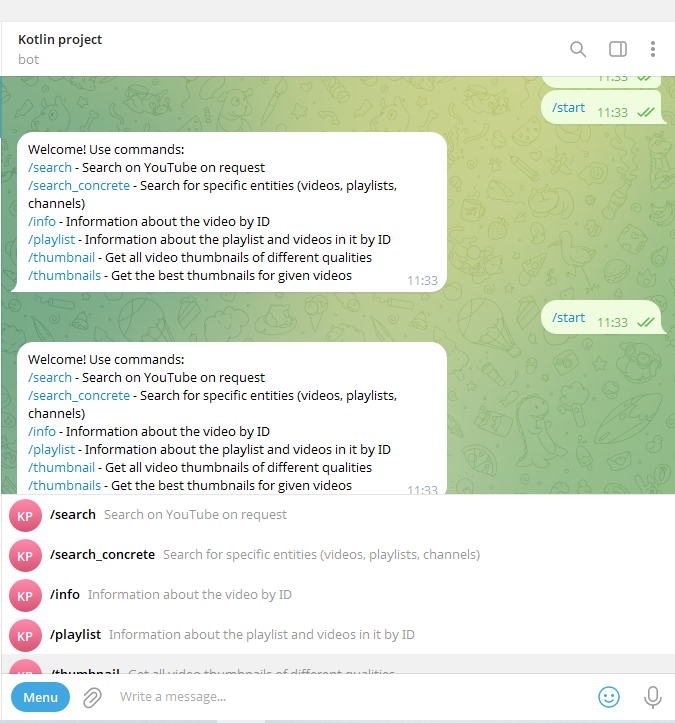 Kotlin project
bot
11:33
/start 11:33
Welcome! Use commands:
/search - Search on YouTube on request
/search_concrete - Search for specific entities (videos, playlists,
channels)
/info - Information about the video by ID
/playlist - Information about the playlist and videos in it by ID
/thumbnail - Get all video thumbnails of different qualities
/thumbnails - Get the best thumbnails for given videos
11:33
/start 11:33
Welcome! Use commands:
/search - Search on YouTube on request
/search_concrete - Search for specific entities (videos, playlists,
channels)
/info - Information about the video by ID
/playlist - Information about the playlist and videos in it by ID
/thumbnail - Get all video thumbnails of different qualities
/thumbnails - Get the best thumbnails for given videos
11:33
KP /search Search on YouTube on request
KP /search_concrete Search for specific entities (videos, playlists, channels)
KP /info Information about the video by ID
KP /playlist Information about the playlist and videos in it by ID
KP /thumbnail Get all video thumbnails of different qualities
Menu Write a message...